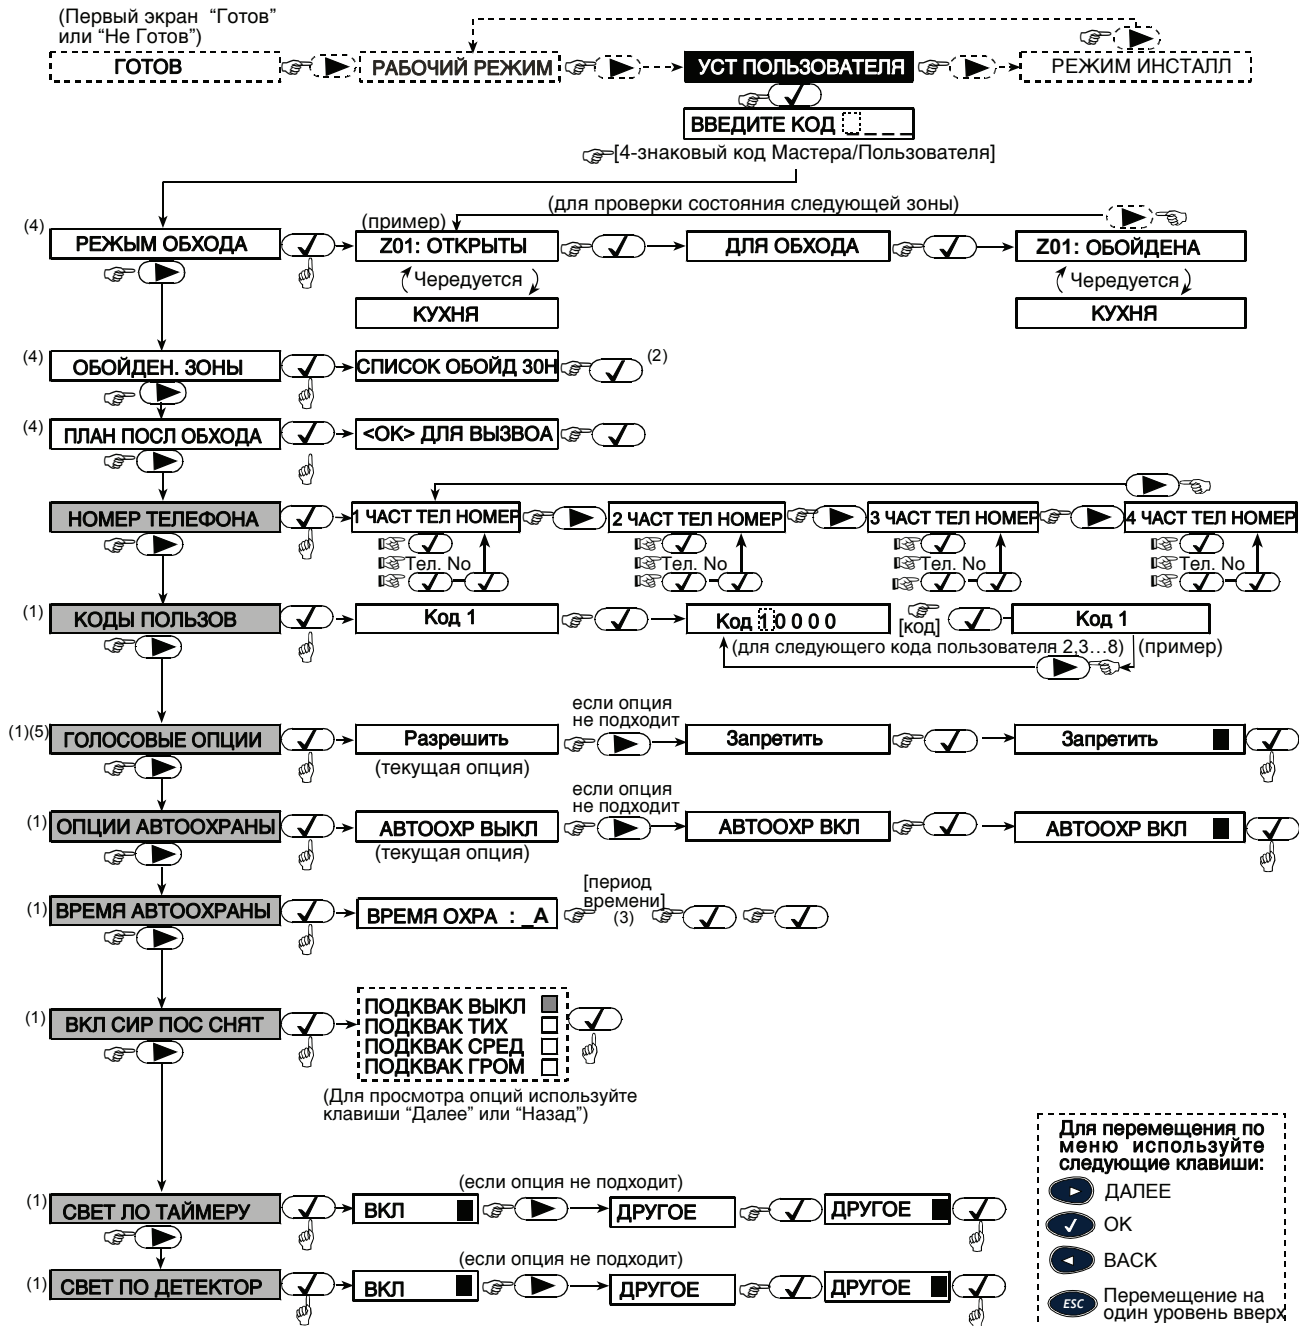 (Первый экран “Готов”
или “Не Готов”)
ГОТОВ
РАБОЧИЙ РЕЖИМ
УСТ ПОЛЬЗОВАТЕЛЯ
РЕЖИМ ИНСТАЛЛ
ВВЕДИТЕ КОД _ _ _ _
[4-знаковый код Мастера/Пользователя]
(для проверки состояния следующей зоны)
(пример)
(4) РЕЖЫМ ОБХОДА
Z01: ОТКРЫТЫ
ДЛЯ ОБХОДА
Z01: ОБОЙДЕНА
Чередуется
Чередуется
КУХНЯ
КУХНЯ
(4) ОБОЙДЕН. ЗОНЫ
СПИСОК ОБОЙД 30Н
(2)
(4) ПЛАН ПОСЛ ОБХОДА
<ОК> ДЛЯ ВЫЗВОА
НОМЕР ТЕЛЕФОНА
1 ЧАСТ ТЕЛ НОМЕР
2 ЧАСТ ТЕЛ НОМЕР
3 ЧАСТ ТЕЛ НОМЕР
4 ЧАСТ ТЕЛ НОМЕР
Тел. No
Тел. No
Тел. No
Тел. No
(1) КОДЫ ПОЛЬЗОВ
Код 1
Код 1 0 0 0 0
[код]
Код 1
(для следующего кода пользователя 2,3…8)
(пример)
(1)(5) ГОЛОСОВЫЕ ОПЦИИ
Разрешить
(текущая опция)
если опция
не подходит
Запретить
Запретить
(1) ОПЦИИ АВТООХРАНЫ
АВТООХР ВЫКЛ
(текущая опция)
если опция
не подходит
АВТООХР ВКЛ
АВТООХР ВКЛ
(1) ВРЕМЯ АВТООХРАНЫ
ВРЕМЯ ОХРА : _А
[период
времени]
(3)
(1) ВКЛ СИР ПОС СНЯТ
ПОДКВАК ВЫКЛ
ПОДКВАК ТИХ
ПОДКВАК СРЕД
ПОДКВАК ГРОМ
(Для просмотра опций используйте
клавиши “Далее” или “Назад”)
(1) СВЕТ ЛО ТАЙМЕРУ
ВКЛ
(если опция не подходит)
ДРУГОЕ
ДРУГОЕ
(1) СВЕТ ПО ДЕТЕКТОР
ВКЛ
(если опция не подходит)
ДРУГОЕ
ДРУГОЕ
Для перемещения по
меню используйте
следующие клавиши:
ДАЛЕЕ
ОК
BACK
ESC
Перемещение на
один уровень вверх